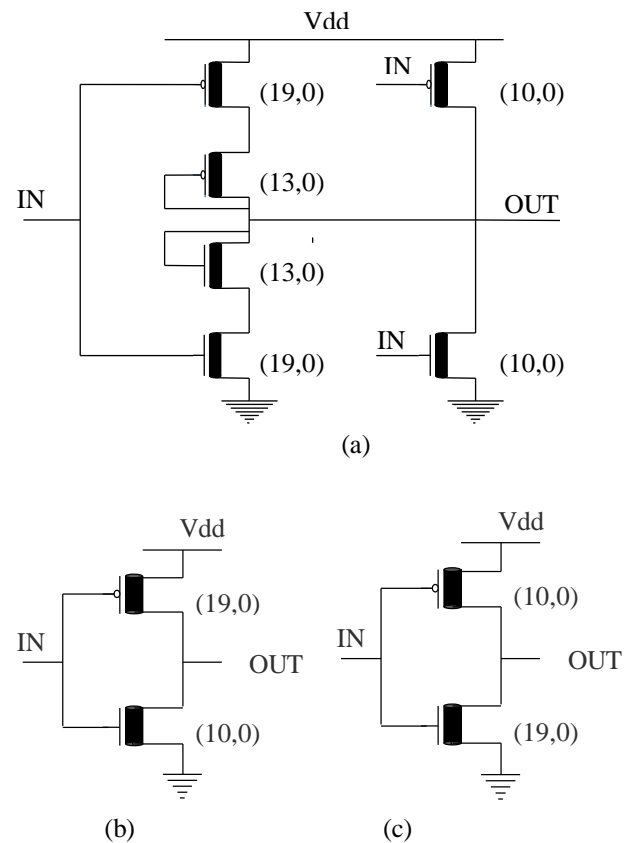 Vdd
IN
(19,0)
(10,0)
(13,0)
IN
OUT
(13,0)
IN
(19,0)
(10,0)
(a)
Vdd
(19,0)
IN
OUT
(10,0)
(b)
Vdd
(10,0)
IN
OUT
(19,0)
(c)